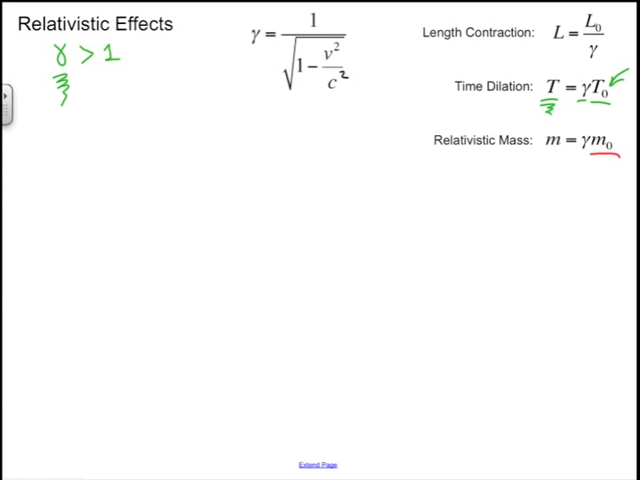 Relativistic Effects
γ > 1
γ = 1 / √(1 − v² / c²)
Length Contraction: L = L₀ / γ
Time Dilation: T = γT₀
Relativistic Mass: m = γm₀
Extend Page